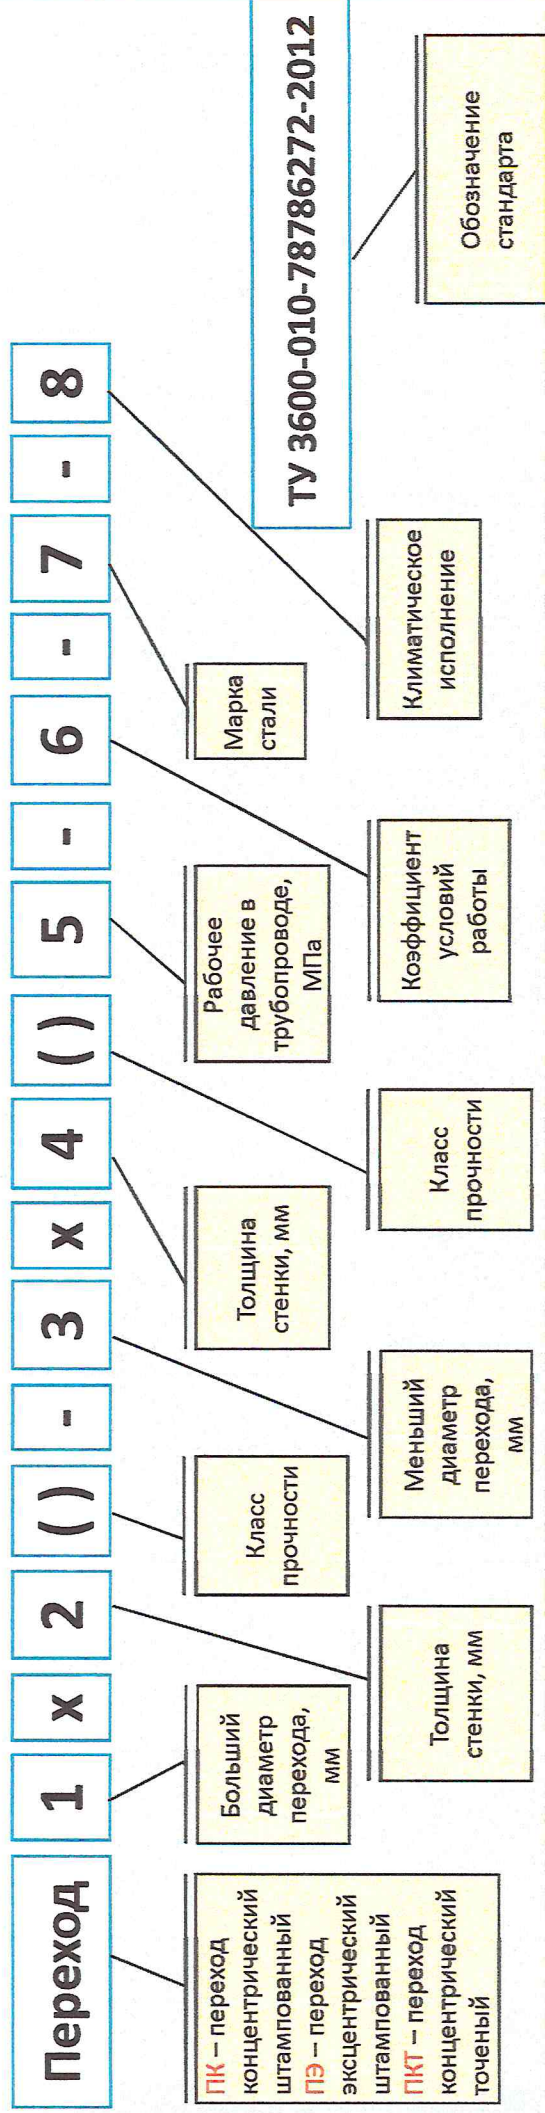 Переход 1 х 2 ( ) - 3 х 4 ( ) 5 - 6 - 7 - 8
ТУ 3600-010-78786272-2012
ПК – переход
концентрический
штампованный
ПЭ – переход
эксцентрический
штампованный
ПКТ – переход
концентрический
точеный
Больший
диаметр
перехода,
мм
Толщина
стенки, мм
Класс
прочности
Меньший
диаметр
перехода,
мм
Толщина
стенки, мм
Класс
прочности
Рабочее
давление в
трубопроводе,
МПа
Коэффициент
условий
работы
Марка
стали
Климатическое
исполнение
Обозначение
стандарта